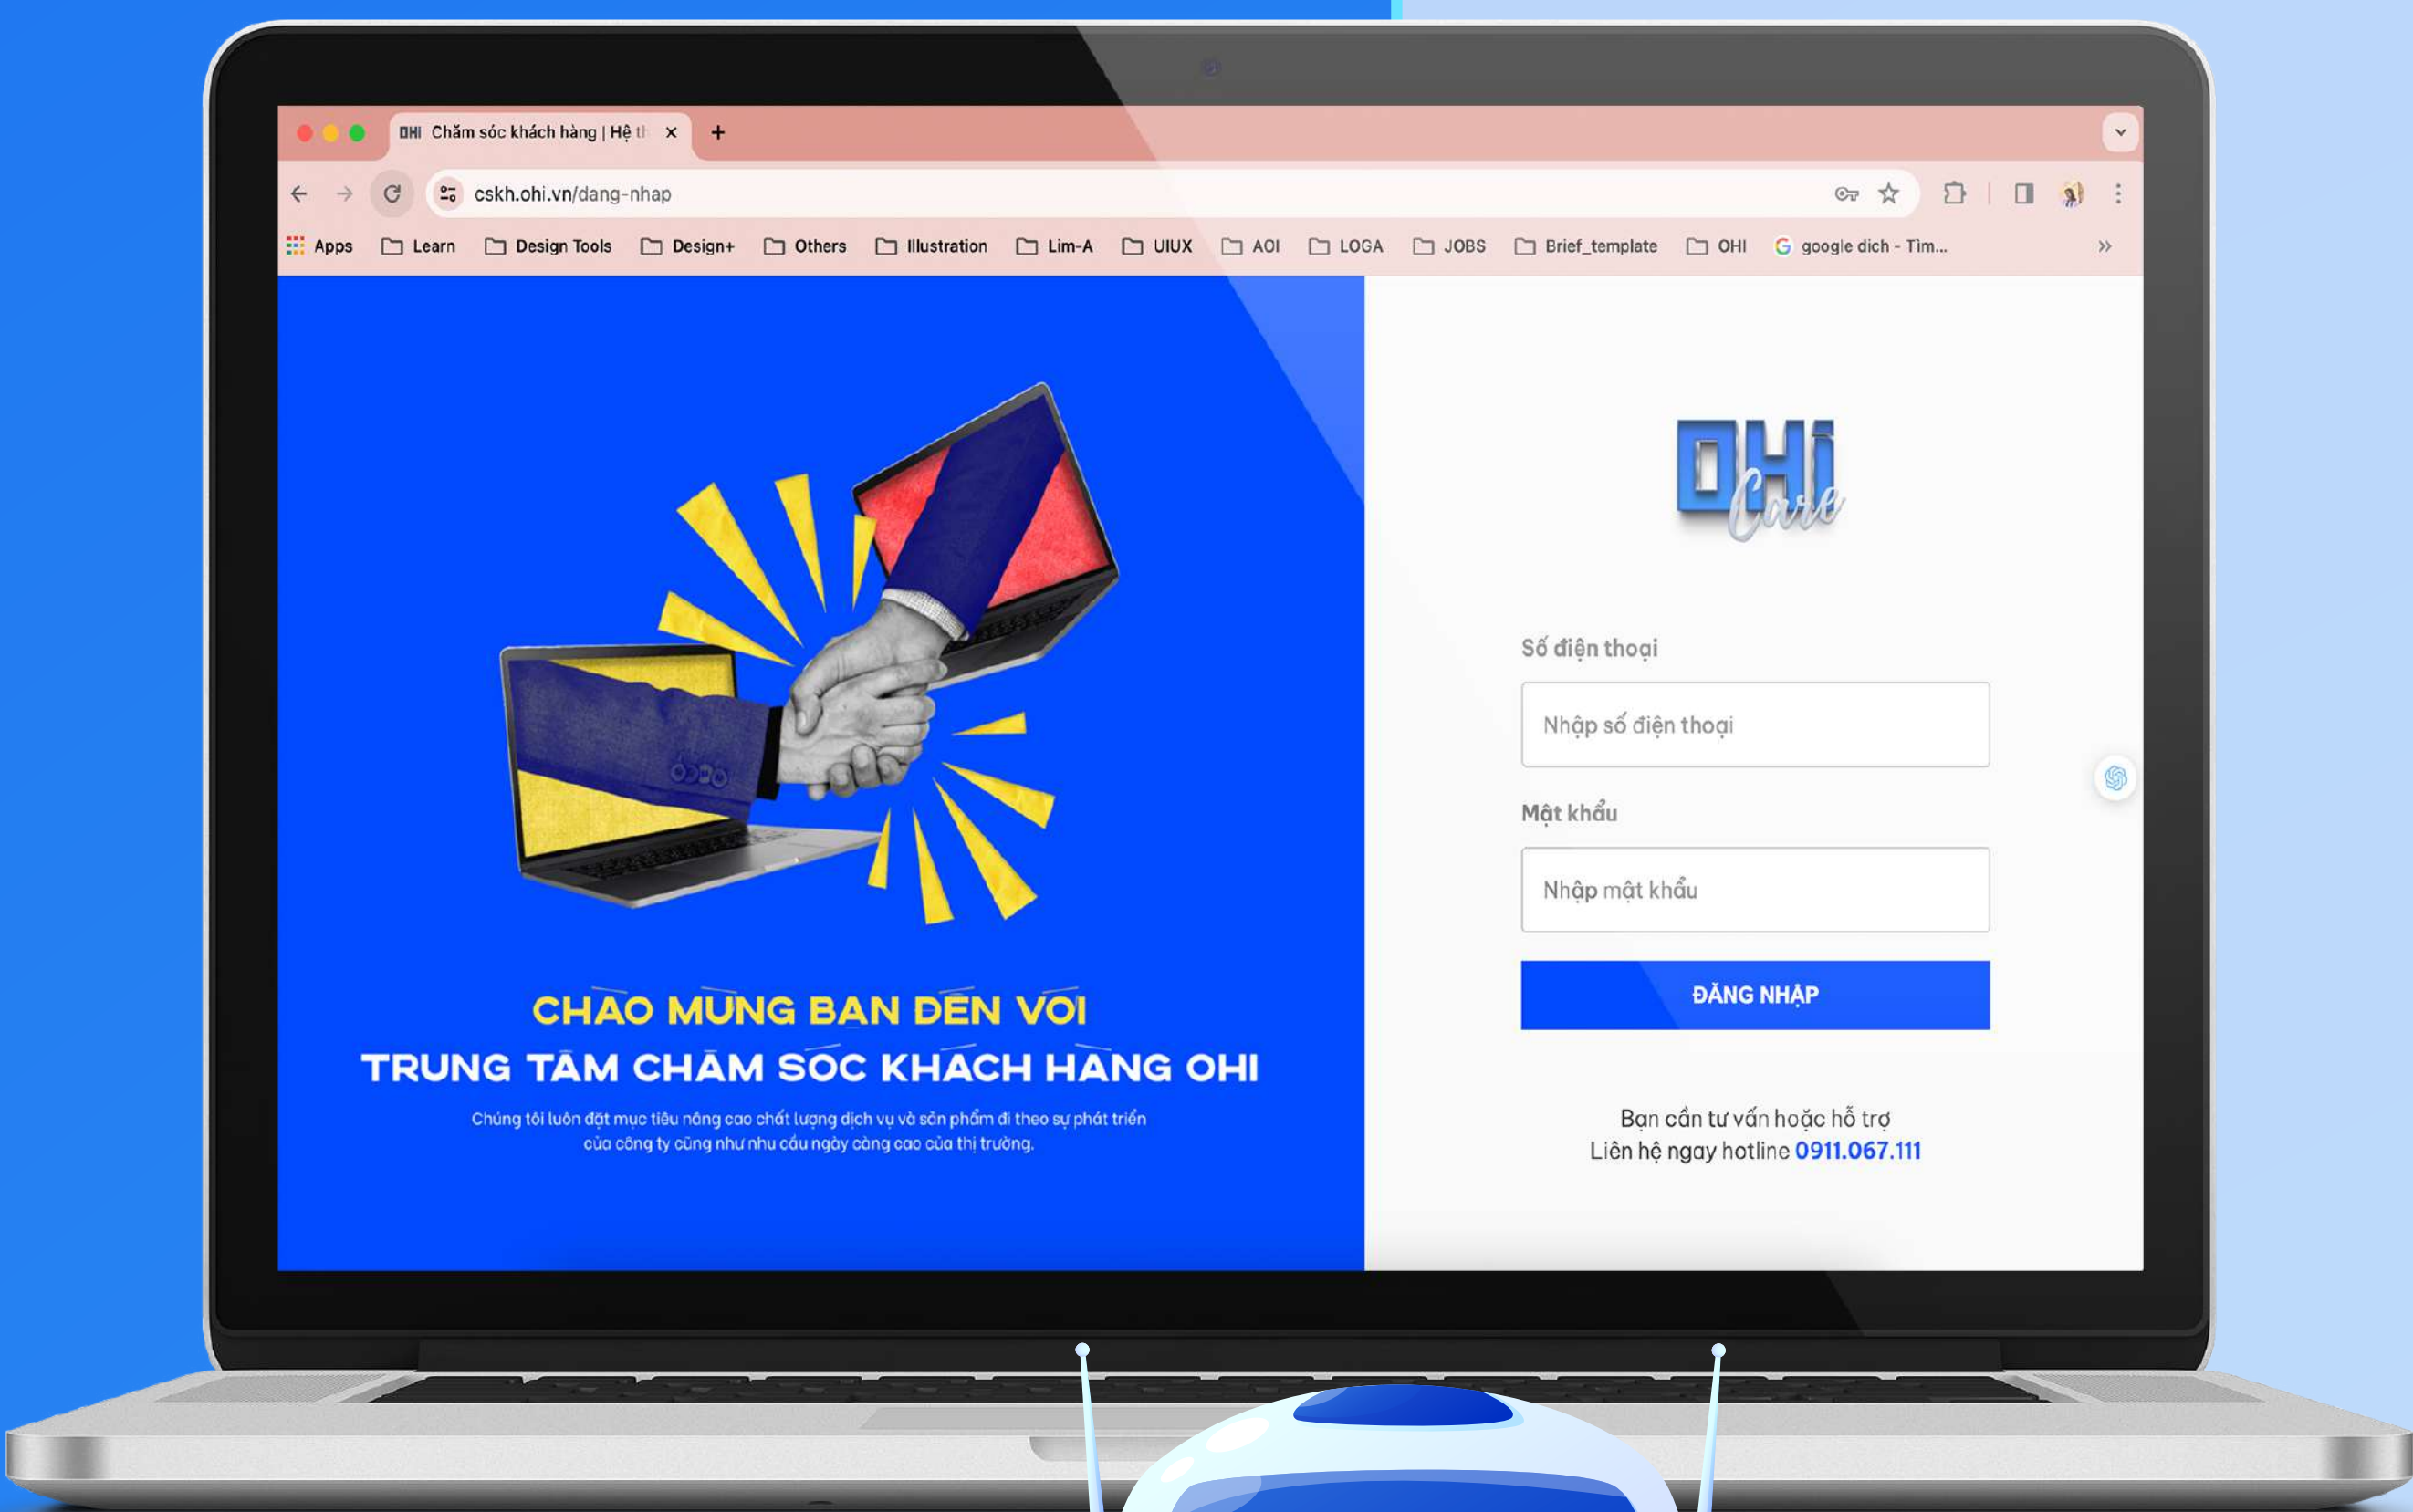 OHI Chăm sóc khách hàng | Hệ th
cskh.ohi.vn/dang-nhap
Apps Learn Design Tools Design+ Others Illustration Lim-A UIUX AOI LOGA JOBS Brief_template OHI google dich - Tìm...
CHÀO MỪNG BẠN ĐẾN VỚI
TRUNG TÂM CHĂM SÓC KHÁCH HÀNG OHI
Chúng tôi luôn đặt mục tiêu nâng cao chất lượng dịch vụ và sản phẩm đi theo sự phát triển
của công ty cũng như nhu cầu ngày càng cao của thị trường.
OHi
Care
Số điện thoại
Nhập số điện thoại
Mật khẩu
Nhập mật khẩu
ĐĂNG NHẬP
Bạn cần tư vấn hoặc hỗ trợ
Liên hệ ngay hotline 0911.067.111